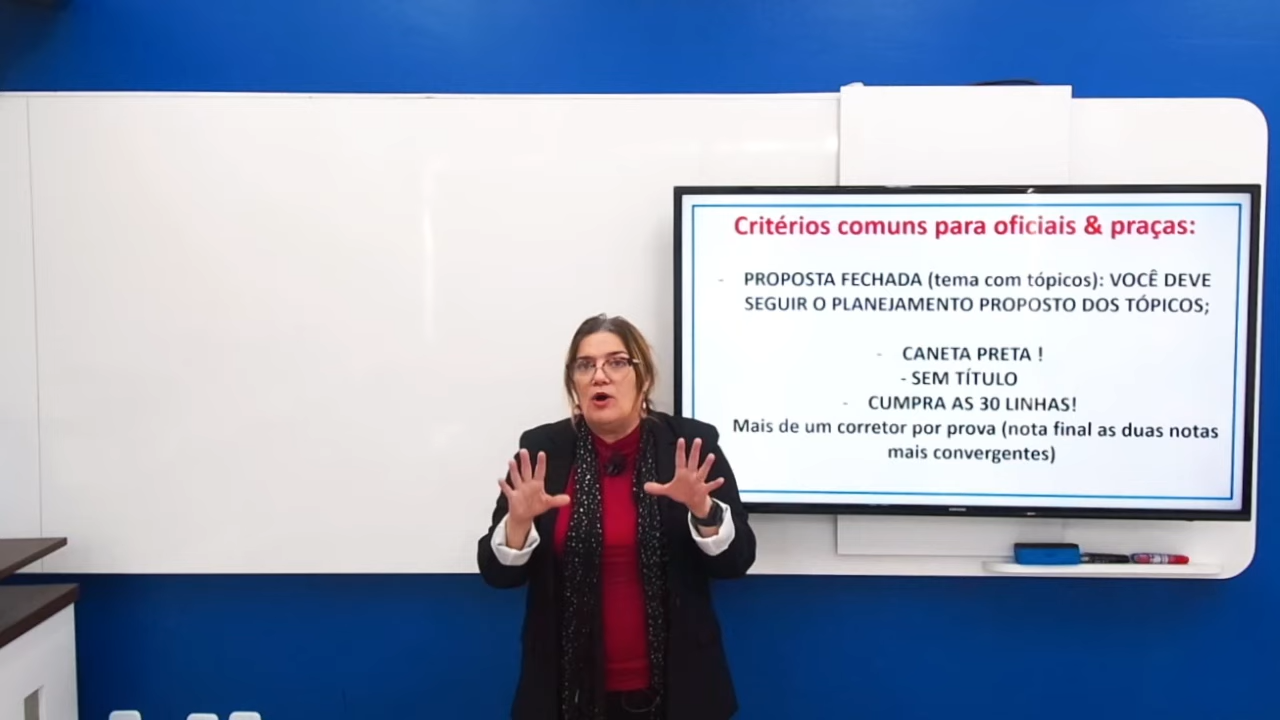 Critérios comuns para oficiais & praças:
- PROPOSTA FECHADA (tema com tópicos): VOCÊ DEVE
SEGUIR O PLANEJAMENTO PROPOSTO DOS TÓPICOS;
- CANETA PRETA !
- SEM TÍTULO
- CUMPRA AS 30 LINHAS!
Mais de um corretor por prova (nota final as duas notas
mais convergentes)